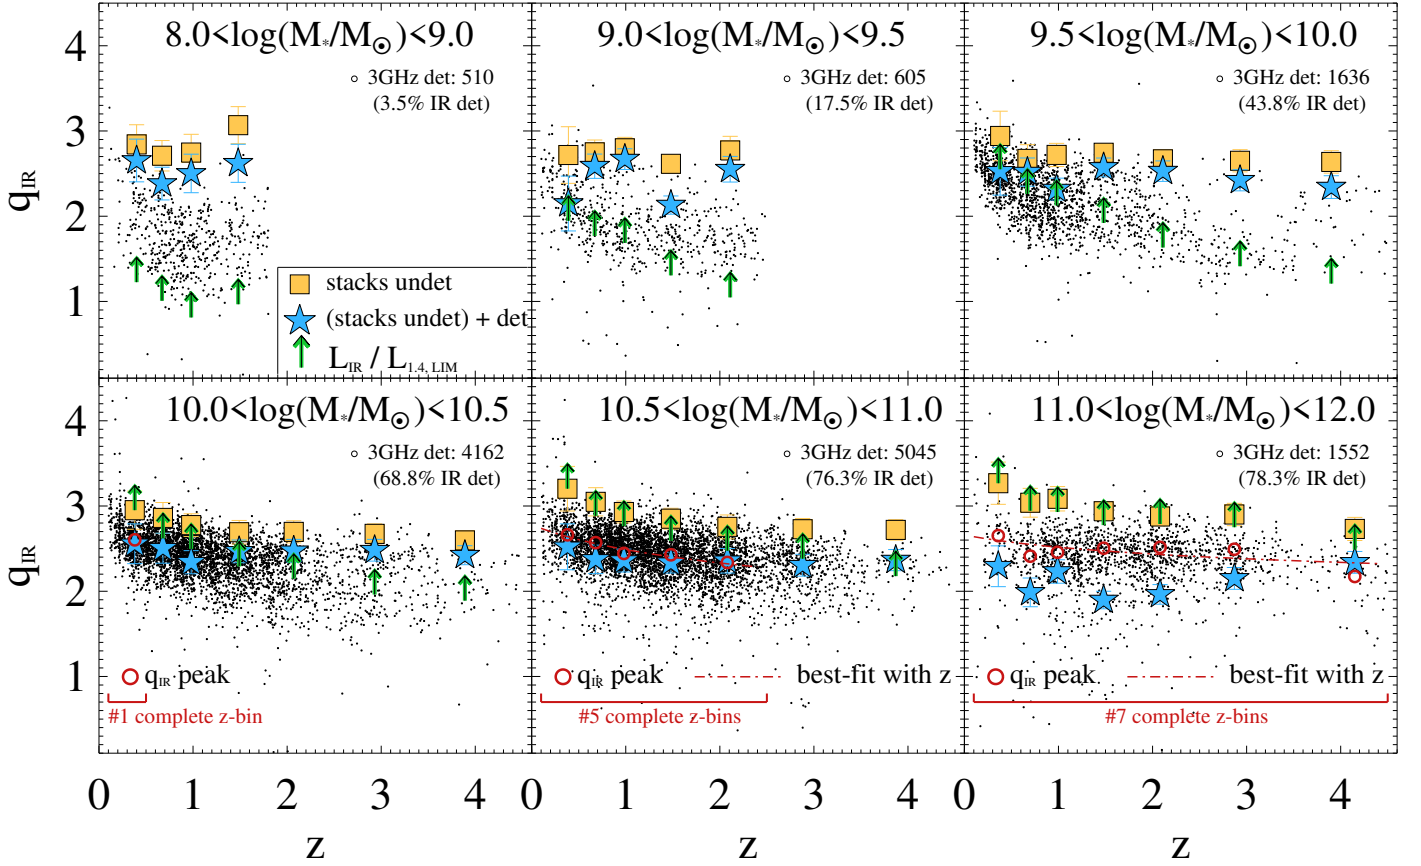 8.0<log(M*/M⊙)<9.0
3GHz det: 510
(3.5% IR det)
9.0<log(M*/M⊙)<9.5
3GHz det: 605
(17.5% IR det)
9.5<log(M*/M⊙)<10.0
3GHz det: 1636
(43.8% IR det)
4
3
2
1
qIR
stacks undet
(stacks undet) + det
LIR / L1.4, LIM
10.0<log(M*/M⊙)<10.5
3GHz det: 4162
(68.8% IR det)
10.5<log(M*/M⊙)<11.0
3GHz det: 5045
(76.3% IR det)
11.0<log(M*/M⊙)<12.0
3GHz det: 1552
(78.3% IR det)
4
3
2
1
qIR
qIR peak
#1 complete z-bin
qIR peak
best-fit with z
#5 complete z-bins
qIR peak
best-fit with z
#7 complete z-bins
0 1 2 3 4
0 1 2 3 4
0 1 2 3 4
z
z
z